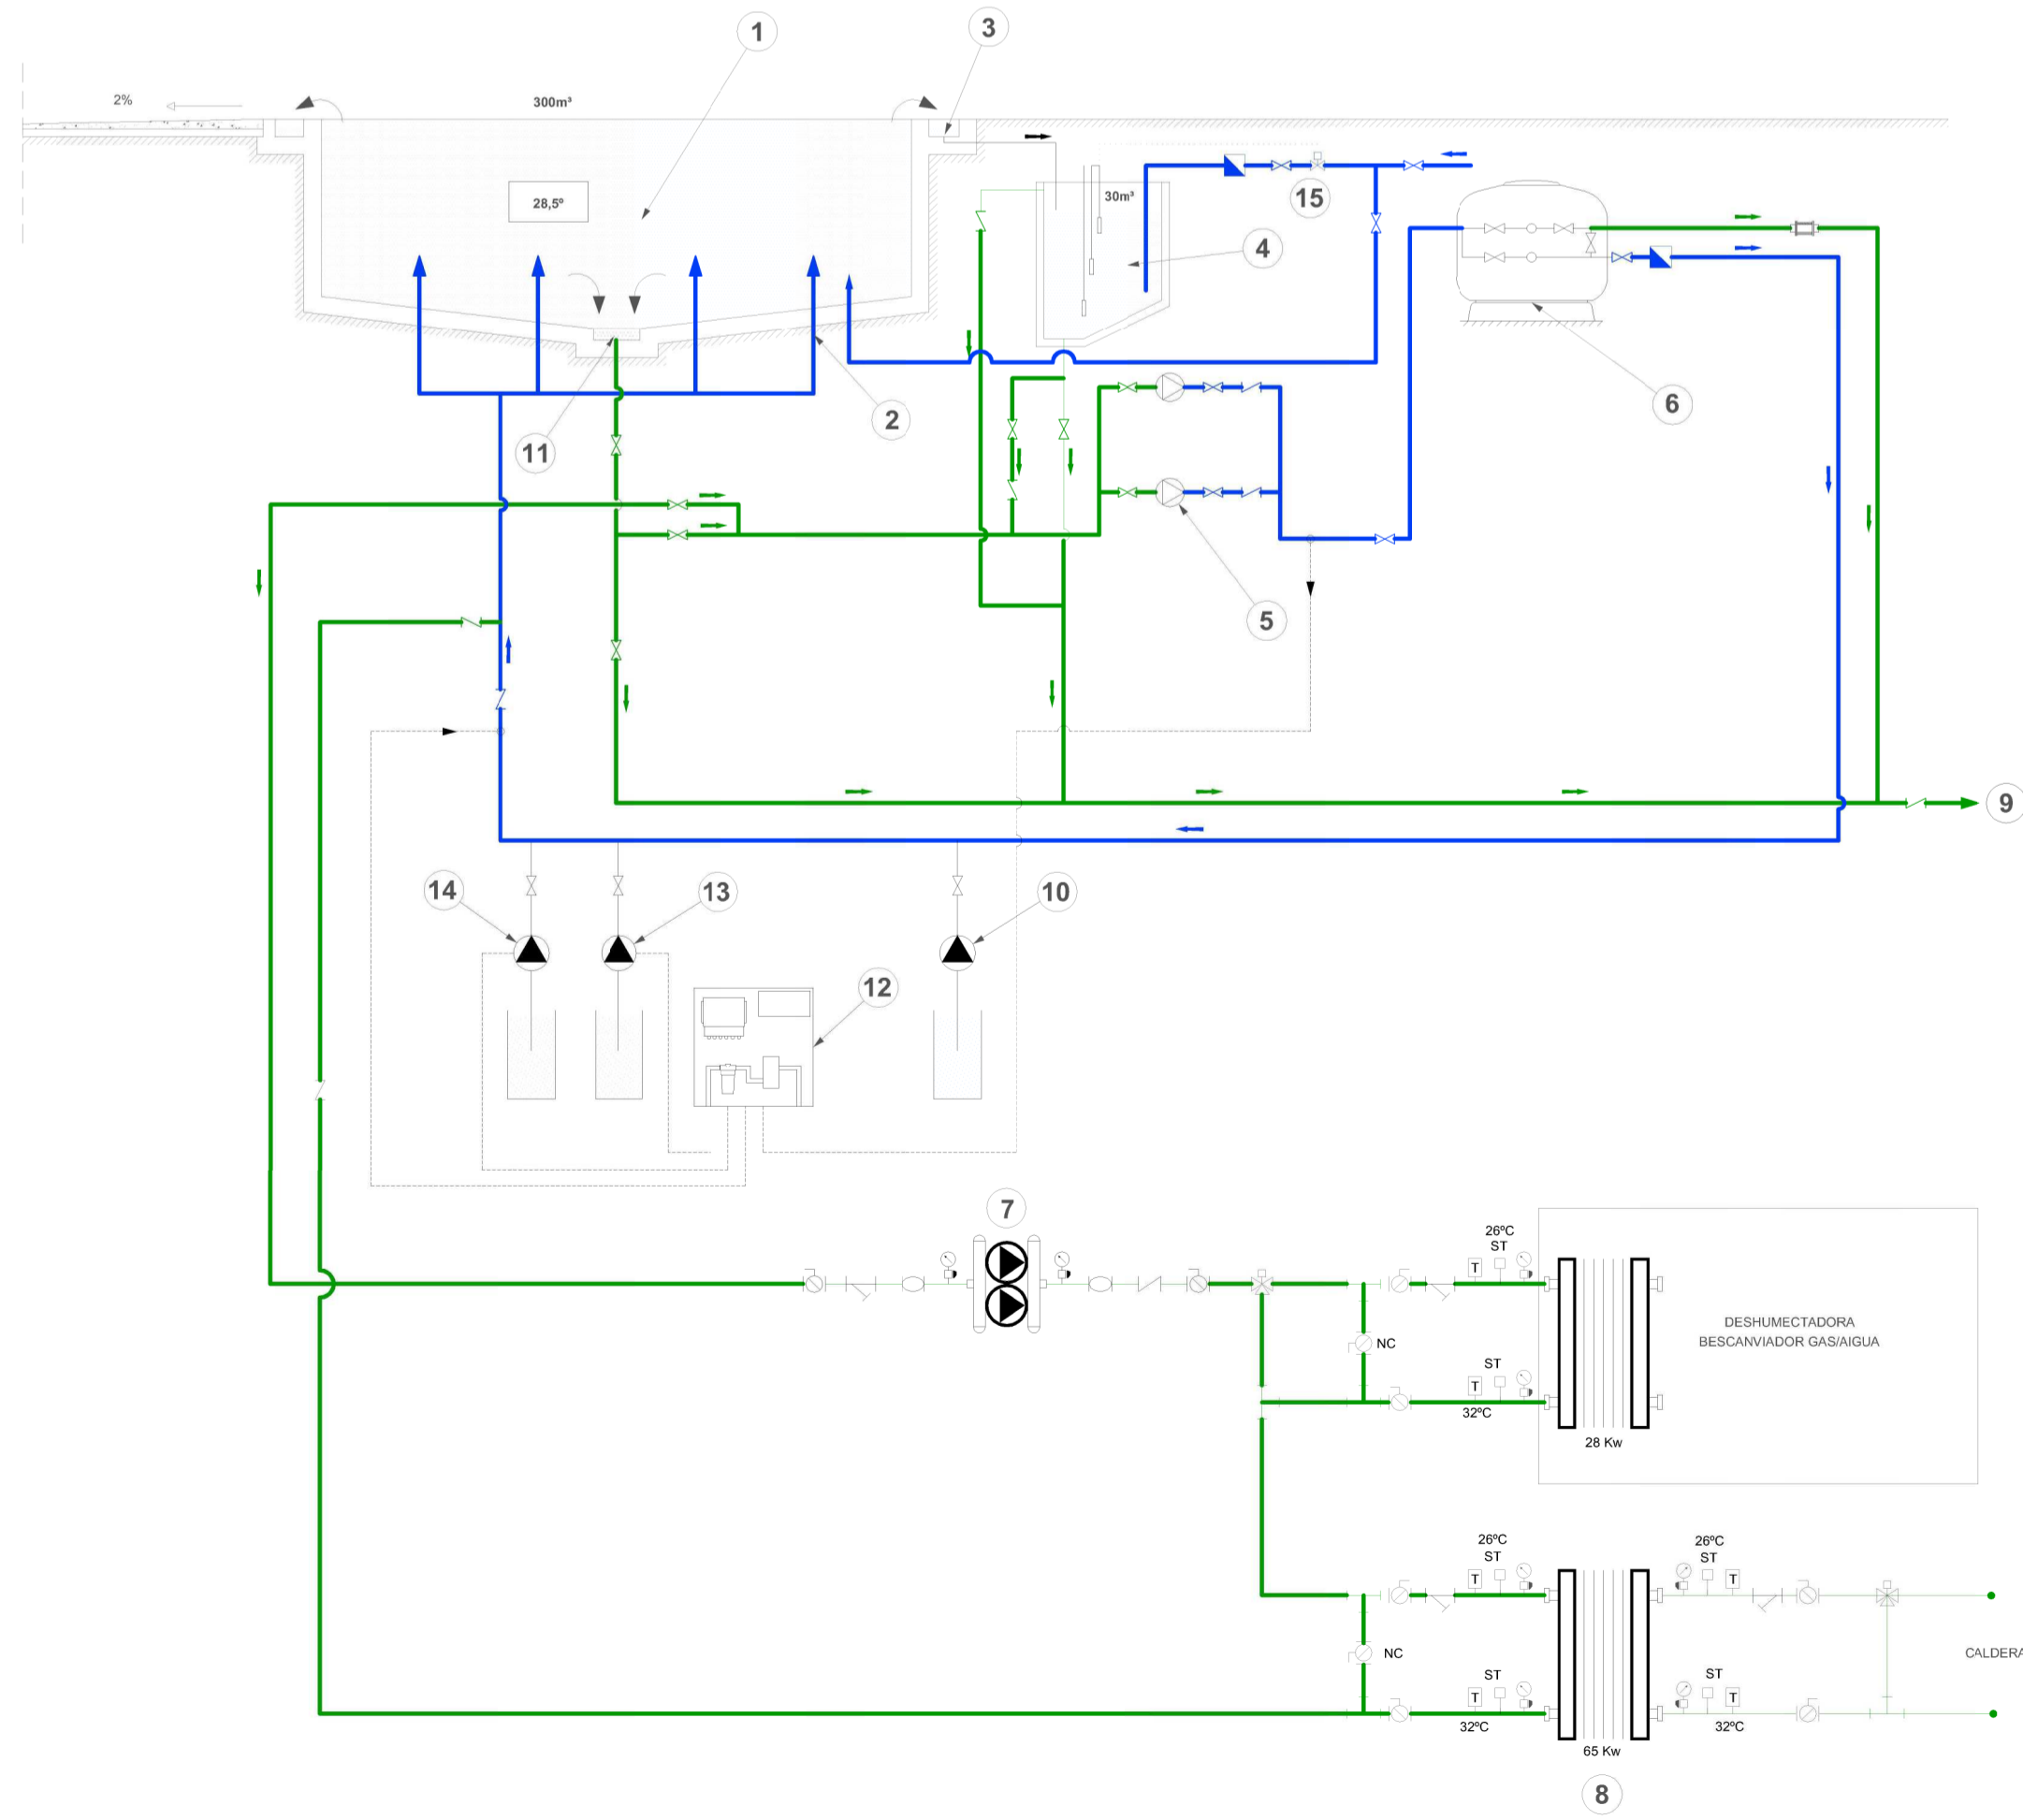 1
3
2%
300m³
28,5º
30m³
15
4
6
2
11
5
9
14
13
10
12
7
26ºC
ST
T
DESHUMECTADORA
BESCANVIADOR GAS/AIGUA
NC
ST
T
32ºC
28 Kw
26ºC
ST
T
26ºC
ST
T
NC
CALDERA
ST
T
32ºC
ST
T
32ºC
65 Kw
8